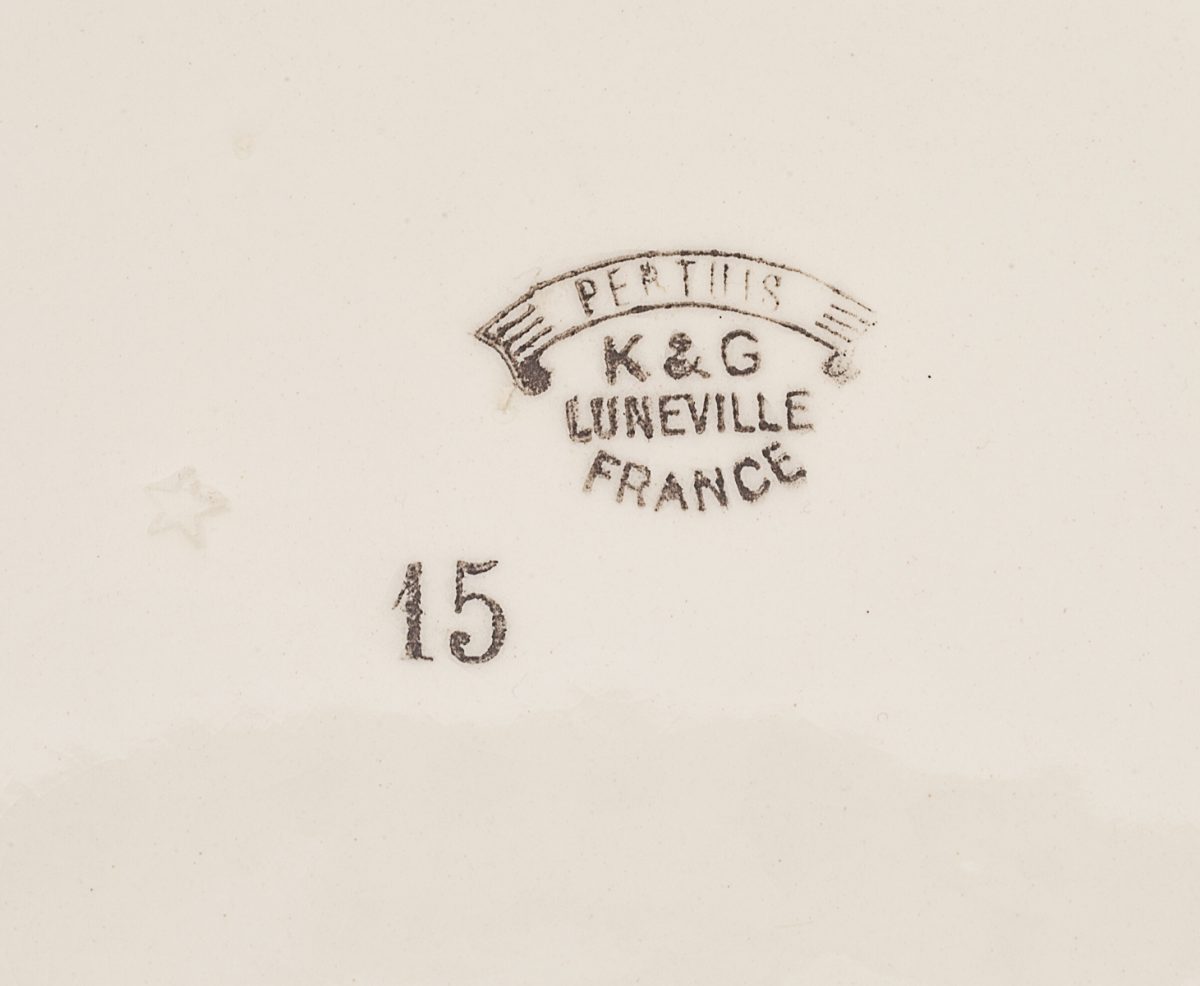 PERTUIS
K & G
LUNEVILLE
FRANCE
15